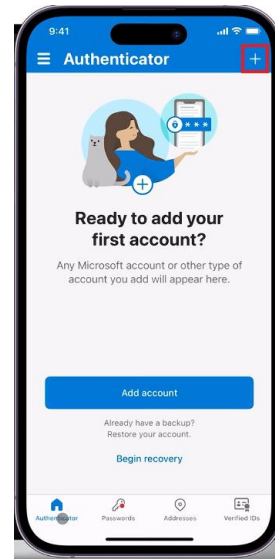 9:41
Authenticator
Ready to add your
first account?
Any Microsoft account or other type of
account you add will appear here.
Add account
Already have a backup?
Restore your account.
Begin recovery
Authenticator Passwords Addresses Verified IDs